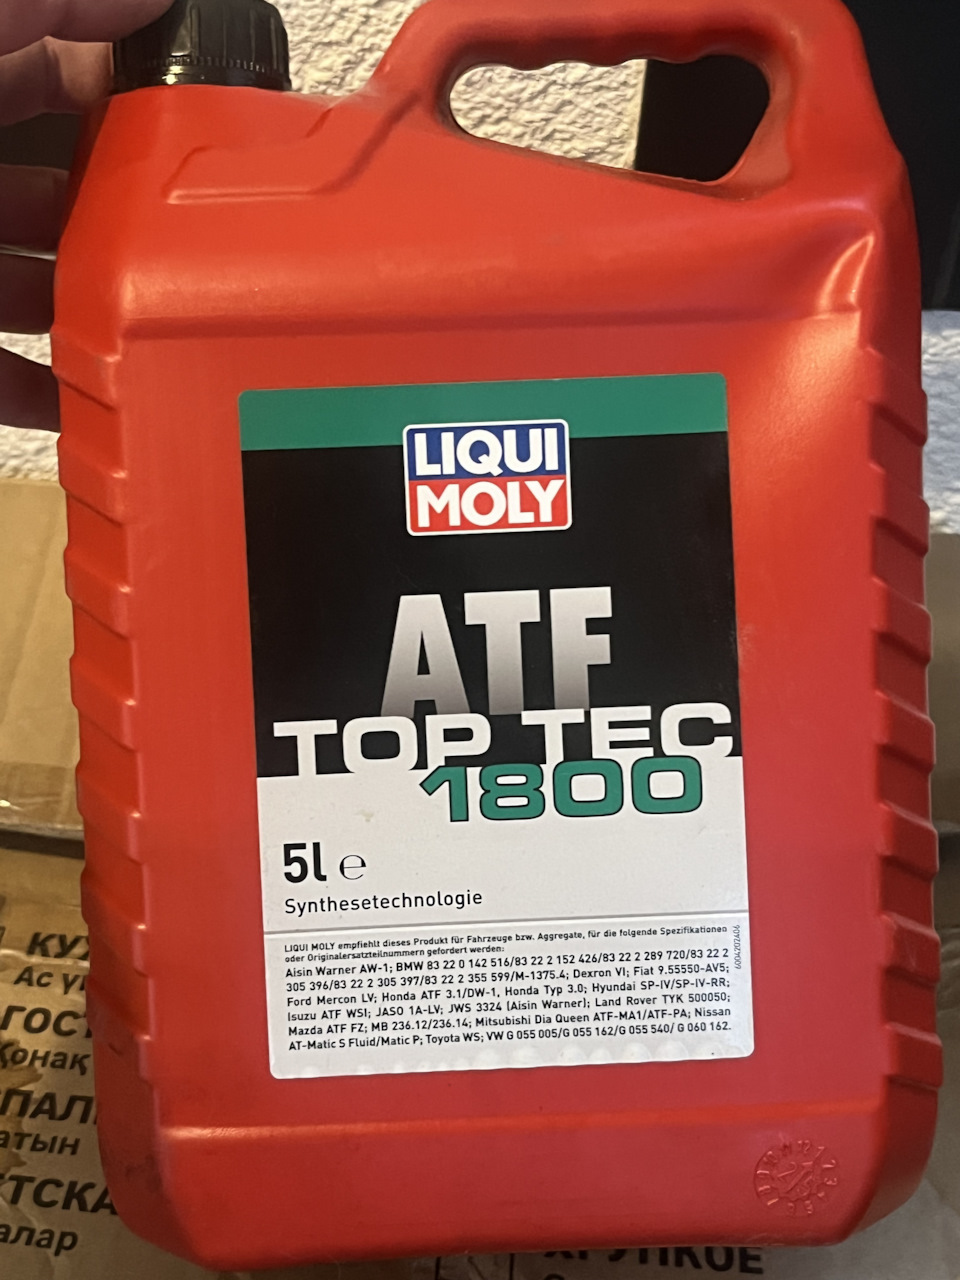 LIQUI
MOLY
ATF
TOP TEC
1800
5l e
Synthesetechnologie
LIQUI MOLY empfiehlt dieses Produkt für Fahrzeuge bzw. Aggregate, für die folgende Spezifikationen
oder Originalersatzteilnummern gefordert werden:
Aisin Warner AW-1; BMW 83 22 0 142 516/83 22 2 152 426/83 22 2 289 720/83 22 2
305 396/83 22 2 305 397/83 22 2 355 599/M-1375.4; Dexron VI; Fiat 9.55550-AV5;
Ford Mercon LV; Honda ATF 3.1/DW-1, Honda Typ 3.0; Hyundai SP-IV/SP-IV-RR;
Isuzu ATF WSI; JASO 1A-LV; JWS 3324 (Aisin Warner); Land Rover TYK 500050;
Mazda ATF FZ; MB 236.12/236.14; Mitsubishi Dia Queen ATF-MA1/ATF-PA; Nissan
AT-Matic S Fluid/Matic P; Toyota WS; VW G 055 005/G 055 162/G 055 540/ G 060 162.